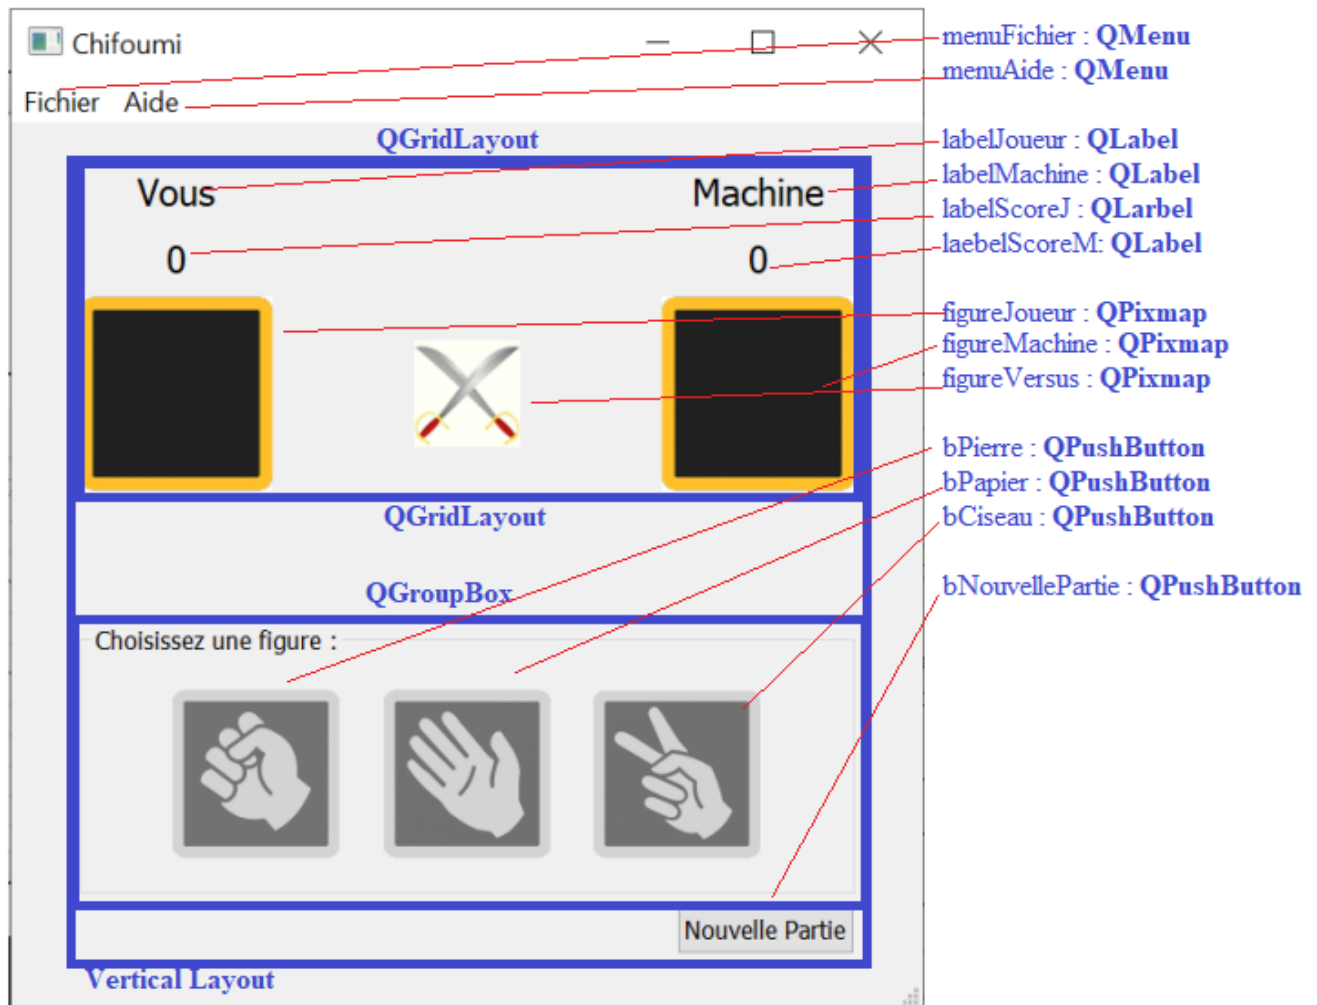 Chifoumi
Fichier Aide
QGridLayout
Vous
Machine
0
0
QGridLayout
QGroupBox
Choisissez une figure :
Nouvelle Partie
Vertical Layout
menuFichier : QMenu
menuAide : QMenu
labelJoueur : QLabel
labelMachine : QLabel
labelScoreJ : QLarbel
laebelScoreM: QLabel
figureJoueur : QPixmap
figureMachine : QPixmap
figureVersus : QPixmap
bPierre : QPushButton
bPapier : QPushButton
bCiseau : QPushButton
bNouvellePartie : QPushButton